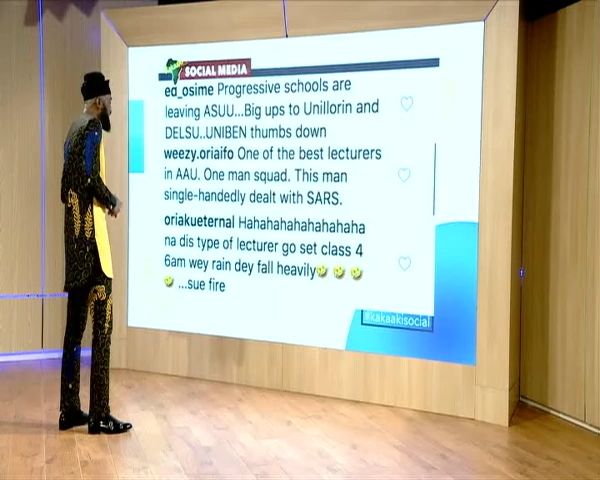 SOCIAL MEDIA
ed_osime Progressive schools are
leaving ASUU...Big ups to Unillorin and
DELSU..UNIBEN thumbs down
weezy.oriaifo One of the best lecturers
in AAU. One man squad. This man
single-handedly dealt with SARS.
oriakueternal Hahahahahahahahaha
na dis type of lecturer go set class 4
6am wey rain dey fall heavily🤣 🤣 🤣
🤣 ...sue fire
#kakaakisocial